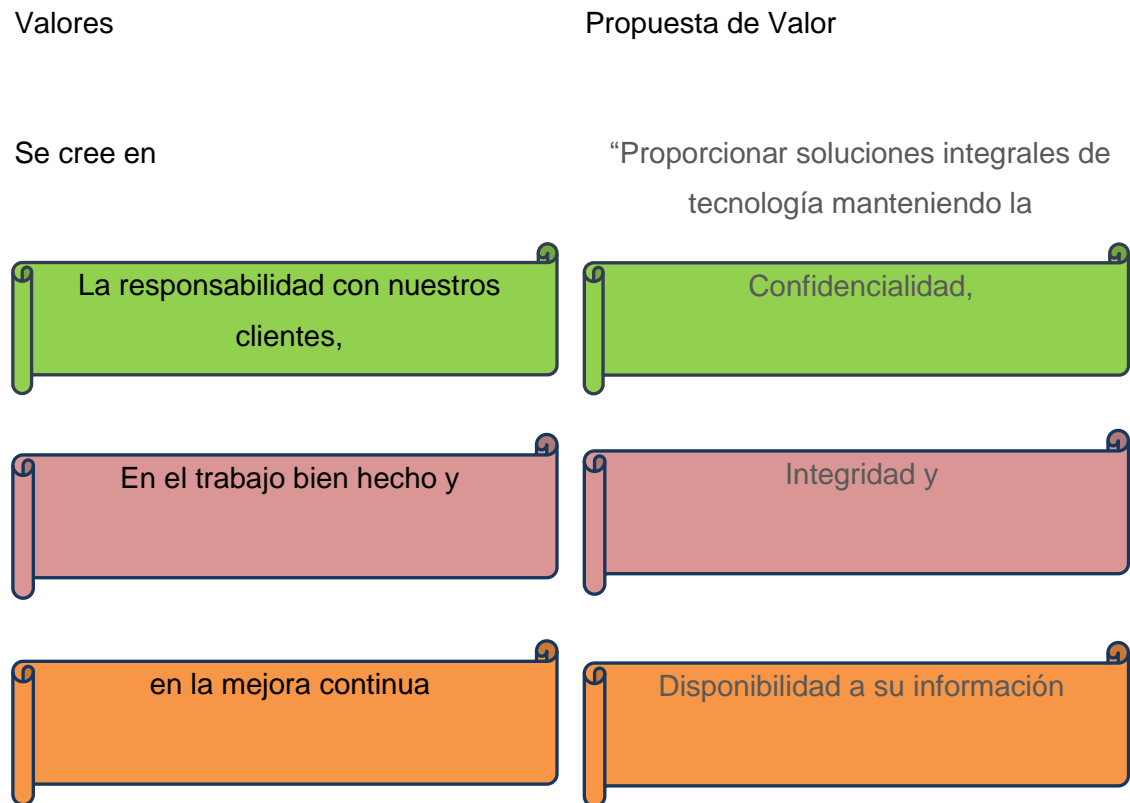 Valores
Se cree en
La responsabilidad con nuestros
clientes,
En el trabajo bien hecho y
en la mejora continua
Propuesta de Valor
“Proporcionar soluciones integrales de
tecnología manteniendo la
Confidencialidad,
Integridad y
Disponibilidad a su información